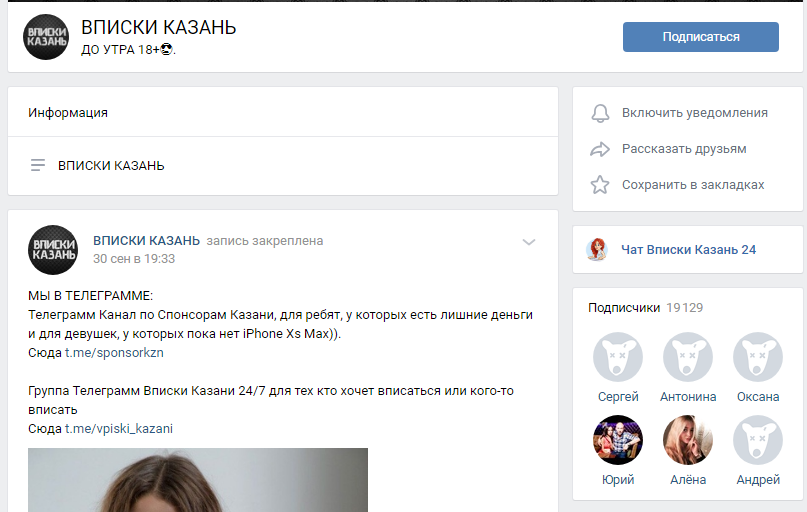 ВПИСКИ КАЗАНЬ
ВПИСКИ КАЗАНЬ
ДО УТРА 18+😎.
Подписаться
Информация
ВПИСКИ КАЗАНЬ
Включить уведомления
Рассказать друзьям
Сохранить в закладках
ВПИСКИ КАЗАНЬ
ВПИСКИ КАЗАНЬ запись закреплена
30 сен в 19:33
МЫ В ТЕЛЕГРАММЕ:
Телеграмм Канал по Спонсорам Казани, для ребят, у которых есть лишние деньги
и для девушек, у которых пока нет iPhone Xs Max)).
Сюда t.me/sponsorkzn
Группа Телеграмм Вписки Казани 24/7 для тех кто хочет вписаться или кого-то
вписать
Сюда t.me/vpiski_kazani
Чат Вписки Казань 24
Подписчики 19 129
Сергей Антонина Оксана
Юрий Алёна Андрей